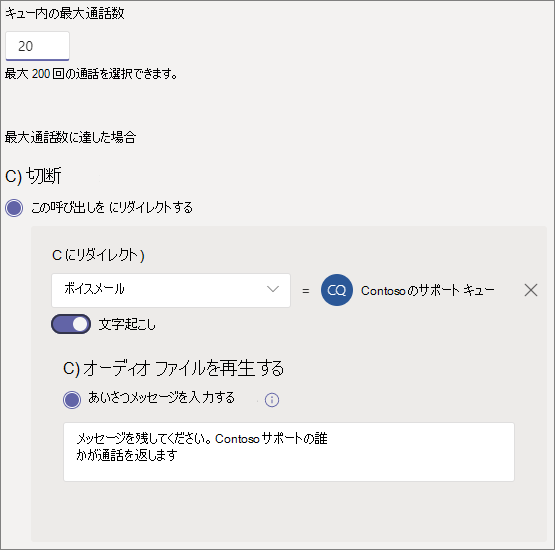 キュー内の最大通話数
20
最大 200 回の通話を選択できます。
最大通話数に達した場合
C) 切断
この呼び出しを にリダイレクトする
C にリダイレクト)
ボイスメール
= CQ Contoso のサポート キュー
文字起こし
C) オーディオ ファイルを再生する
あいさつメッセージを入力する
メッセージを残してください。Contoso サポートの誰
かが通話を返します